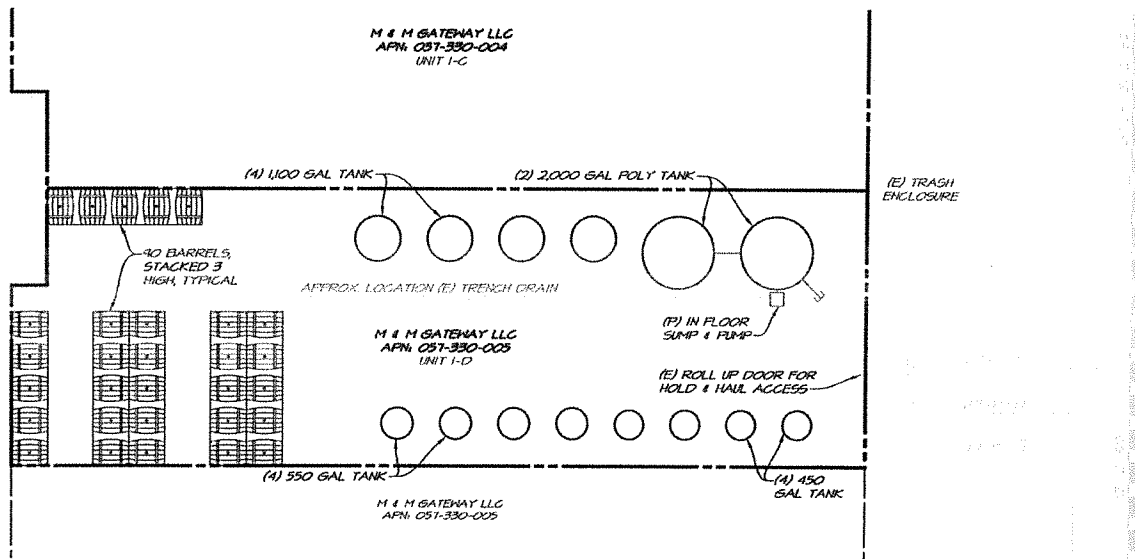 M & M GATEWAY LLC
APN: 057-330-004
UNIT 1-C
(4) 1,100 GAL TANK
(2) 2,000 GAL POLY TANK
(E) TRASH
ENCLOSURE
90 BARRELS,
STACKED 3
HIGH, TYPICAL
APPROX. LOCATION (E) TRENCH DRAIN
(P) IN FLOOR
SUMP & PUMP
M & M GATEWAY LLC
APN: 057-330-005
UNIT 1-D
(E) ROLL UP DOOR FOR
HOLD & HAUL ACCESS
(4) 550 GAL TANK
(4) 450
GAL TANK
M & M GATEWAY LLC
APN: 057-330-005